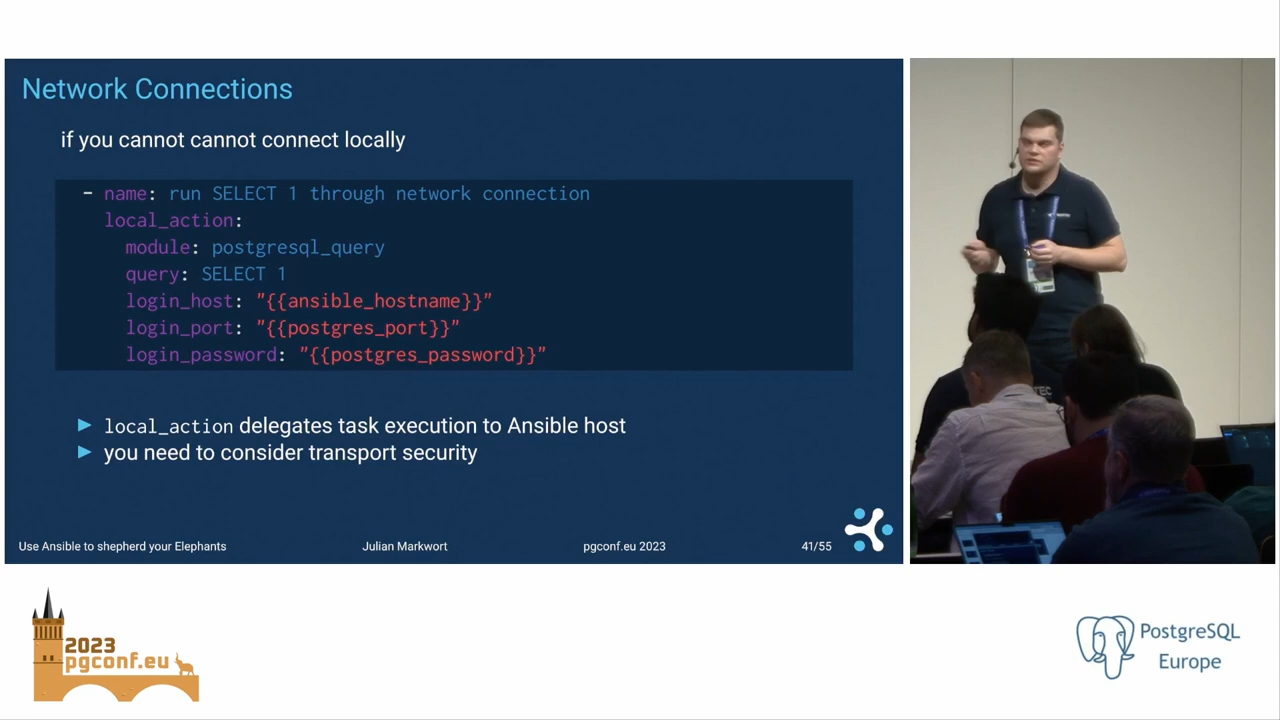 Network Connections
if you cannot cannot connect locally
- name: run SELECT 1 through network connection
local_action:
module: postgresql_query
query: SELECT 1
login_host: "{{ansible_hostname}}"
login_port: "{{postgres_port}}"
login_password: "{{postgres_password}}"
► local_action delegates task execution to Ansible host
► you need to consider transport security
Use Ansible to shepherd your Elephants Julian Markwort pgconf.eu 2023 41/55
2023
pgconf.eu
PostgreSQL
Europe